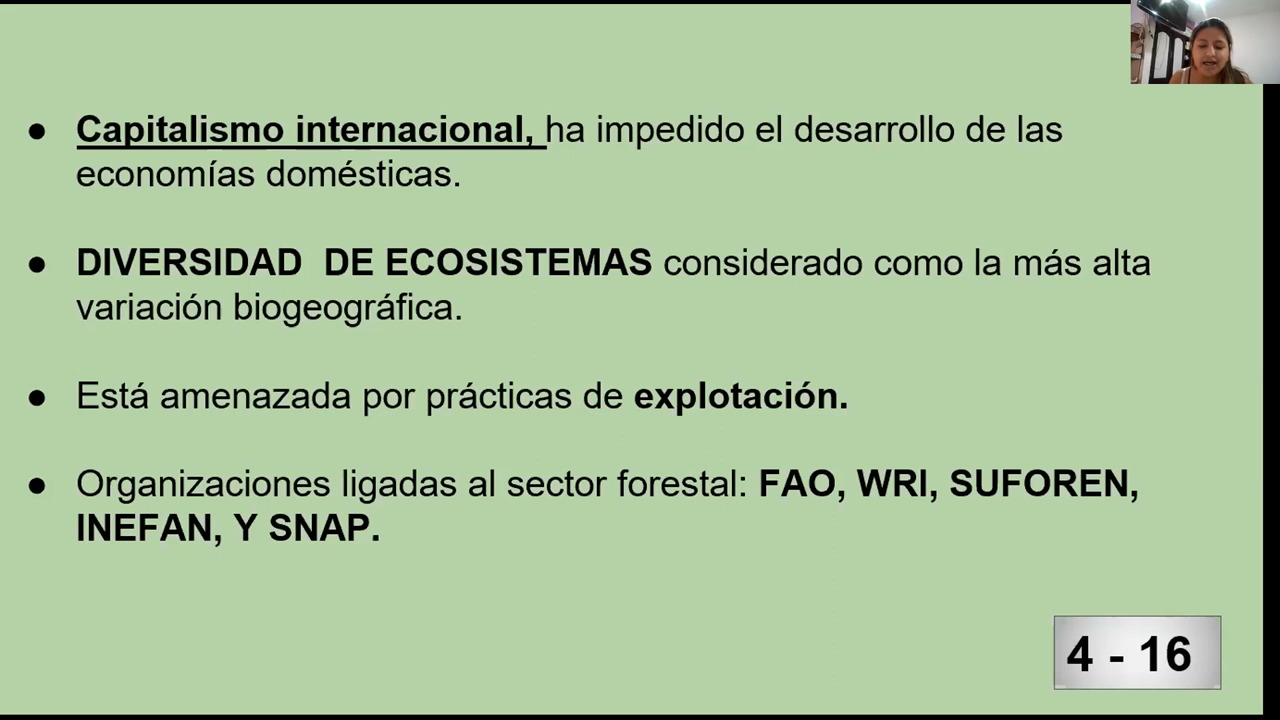 ● Capitalismo internacional, ha impedido el desarrollo de las
economías domésticas.
● DIVERSIDAD DE ECOSISTEMAS considerado como la más alta
variación biogeográfica.
● Está amenazada por prácticas de explotación.
● Organizaciones ligadas al sector forestal: FAO, WRI, SUFOREN,
INEFAN, Y SNAP.
4 - 16